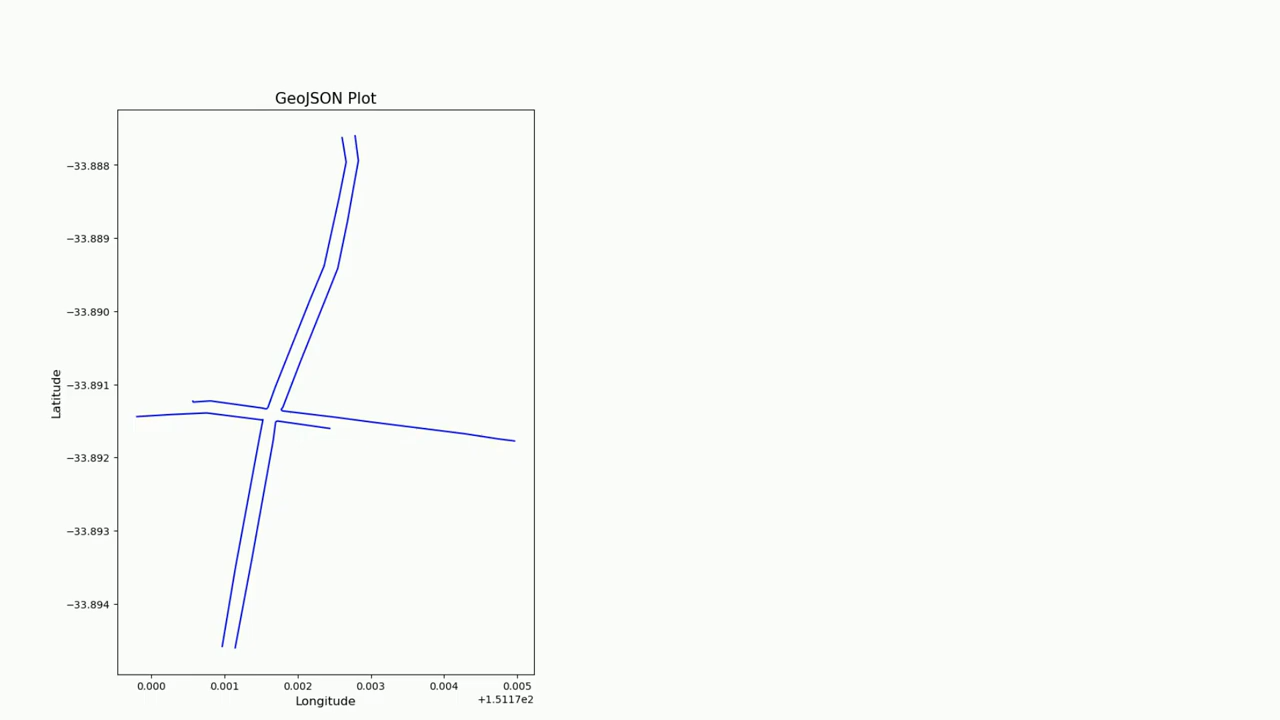 GeoJSON Plot
−33.888
−33.889
−33.890
−33.891
−33.892
−33.893
−33.894
Latitude
0.000 0.001 0.002 0.003 0.004 0.005
Longitude
+1.5117e2